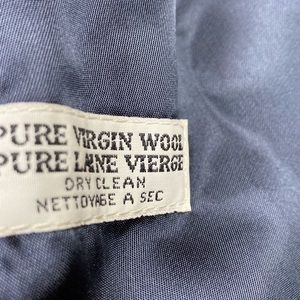 PURE VIRGIN WOOL
PURE LAINE VIERGE
DRY CLEAN
NETTOYAGE A SEC